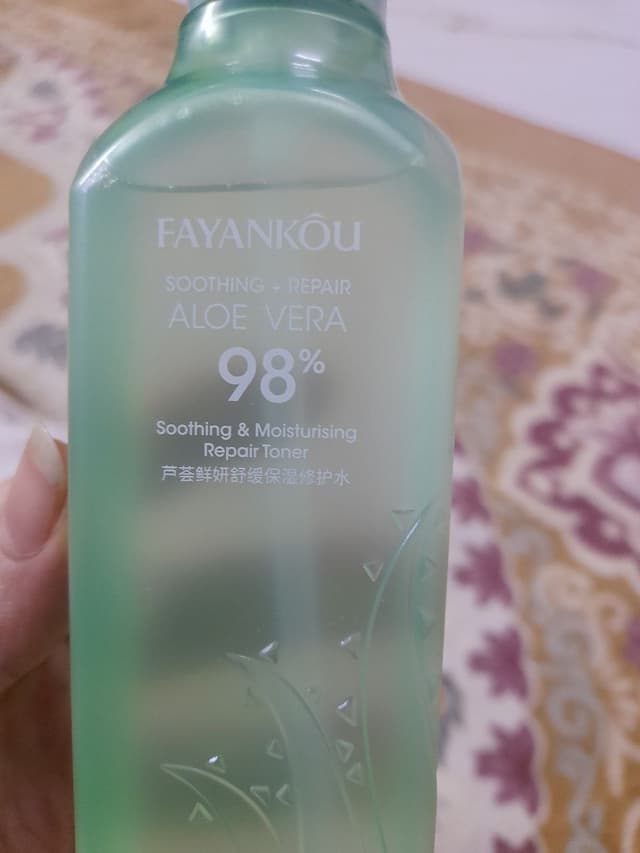 FAYANKÔU
SOOTHING + REPAIR
ALOE VERA
98%
Soothing & Moisturising
Repair Toner
芦荟鲜妍舒缓保湿修护水